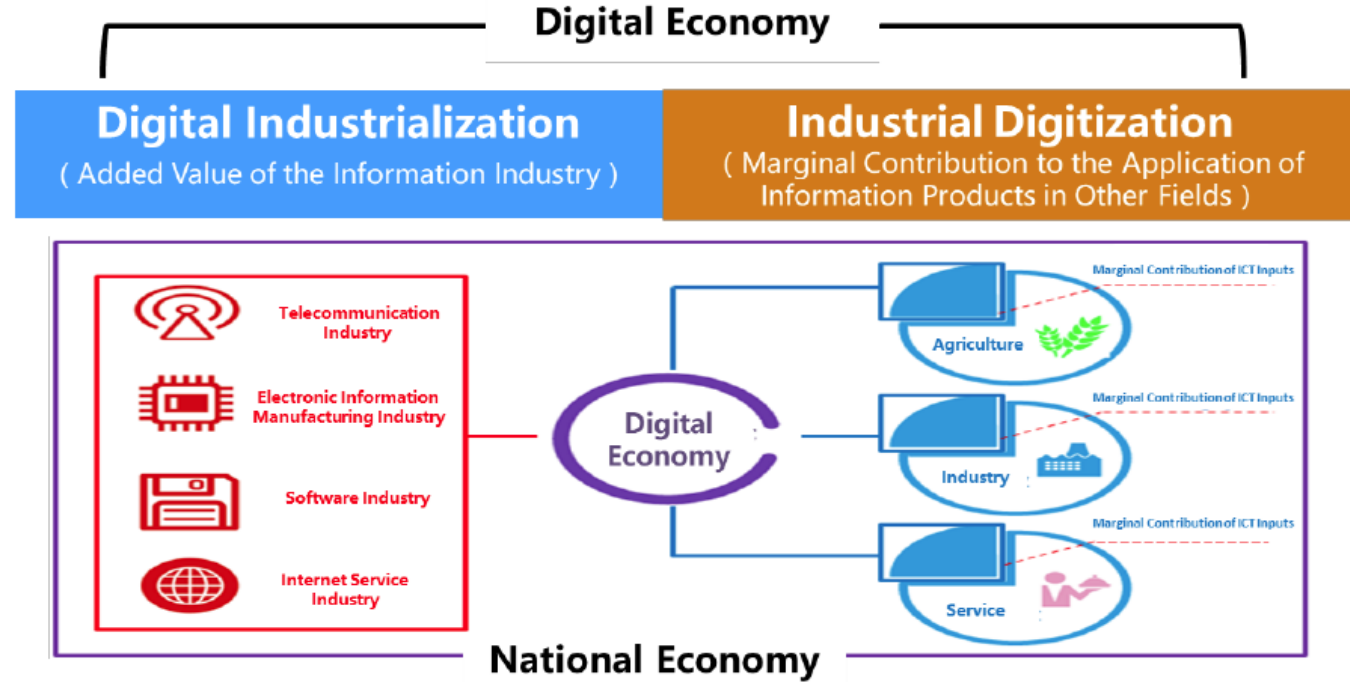 Digital Economy
Digital Industrialization
( Added Value of the Information Industry )
Industrial Digitization
( Marginal Contribution to the Application of
Information Products in Other Fields )
Telecommunication
Industry
Electronic Information
Manufacturing Industry
Software Industry
Internet Service
Industry
Digital
Economy
Marginal Contribution of ICT Inputs
Agriculture
Marginal Contribution of ICT Inputs
Industry
Marginal Contribution of ICT Inputs
Service
National Economy